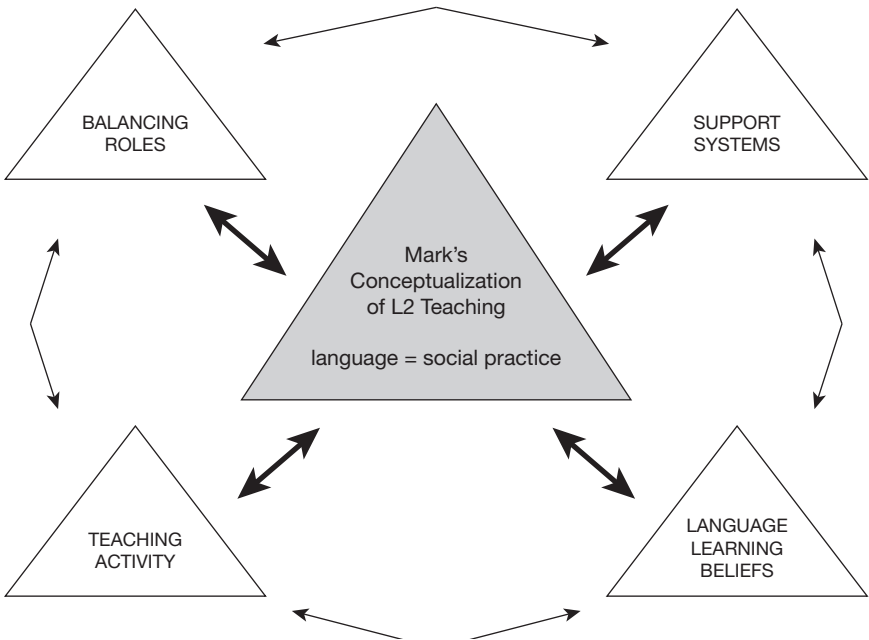 BALANCING
ROLES
SUPPORT
SYSTEMS
Mark’s
Conceptualization
of L2 Teaching
language = social practice
TEACHING
ACTIVITY
LANGUAGE
LEARNING
BELIEFS